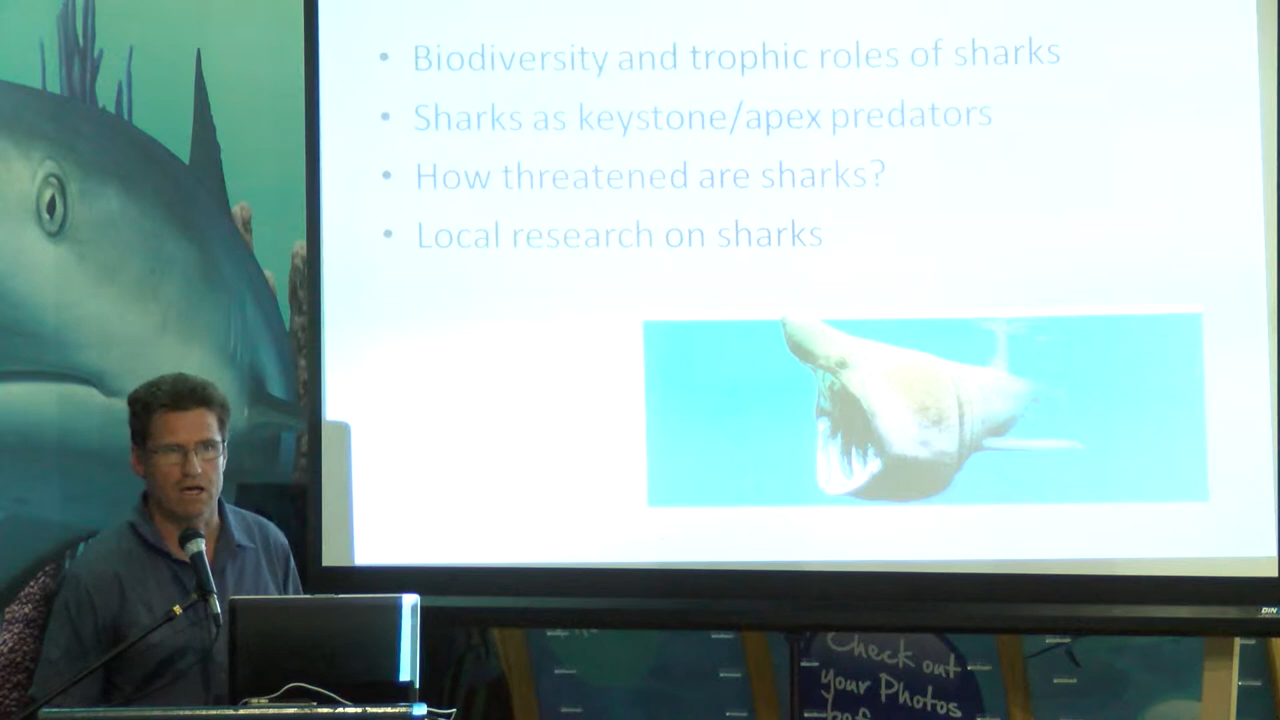 • Biodiversity and trophic roles of sharks
• Sharks as keystone/apex predators
• How threatened are sharks?
• Local research on sharks
DIN
Check out
your Photos